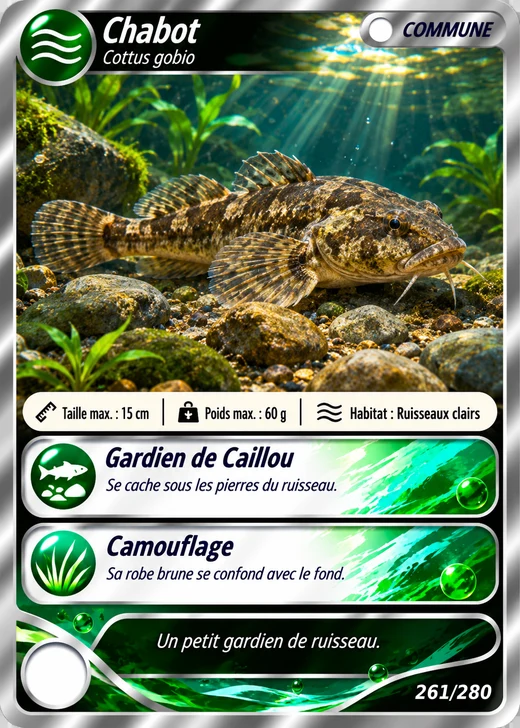 Chabot
COMMUNE
Cottus gobio
Taille max. : 15 cm
Poids max. : 60 g
Habitat : Ruisseaux clairs
Gardien de Caillou
Se cache sous les pierres du ruisseau.
Camouflage
Sa robe brune se confond avec le fond.
Un petit gardien de ruisseau.
261/280